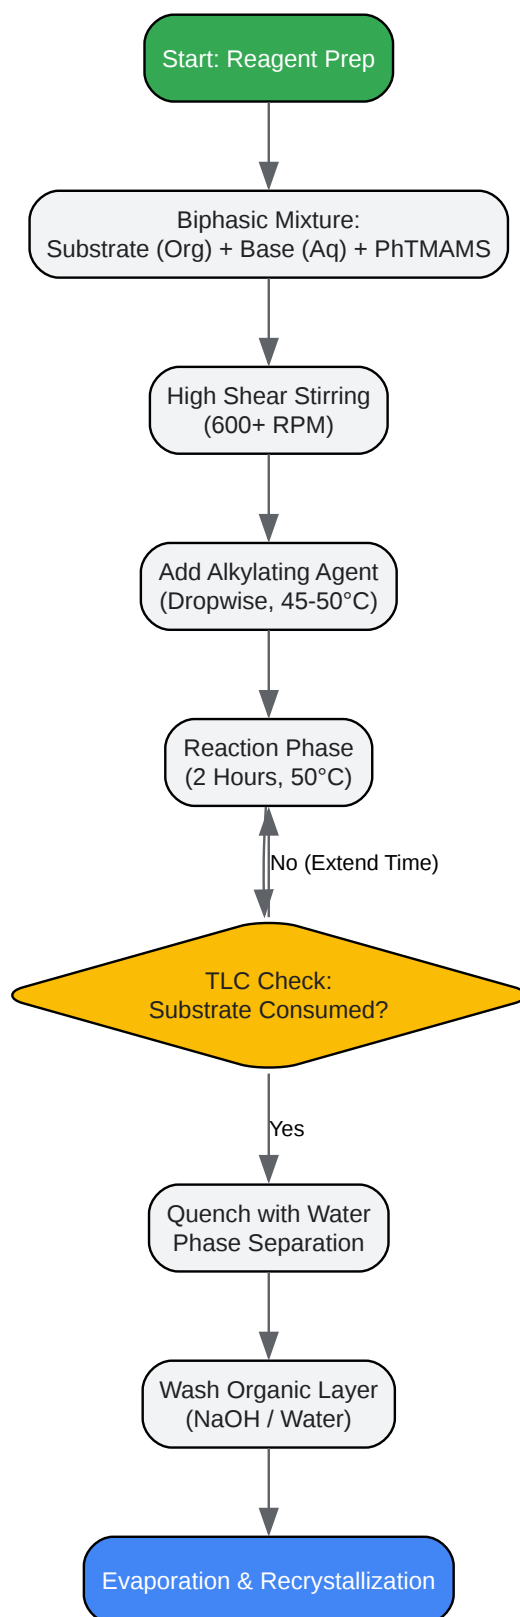 Start: Reagent Prep
Biphasic Mixture:
Substrate (Org) + Base (Aq) + PhTMAMS
High Shear Stirring
(600+ RPM)
Add Alkylating Agent
(Dropwise, 45-50°C)
Reaction Phase
(2 Hours, 50°C)
No (Extend Time)
TLC Check:
Substrate Consumed?
Yes
Quench with Water
Phase Separation
Wash Organic Layer
(NaOH / Water)
Evaporation & Recrystallization